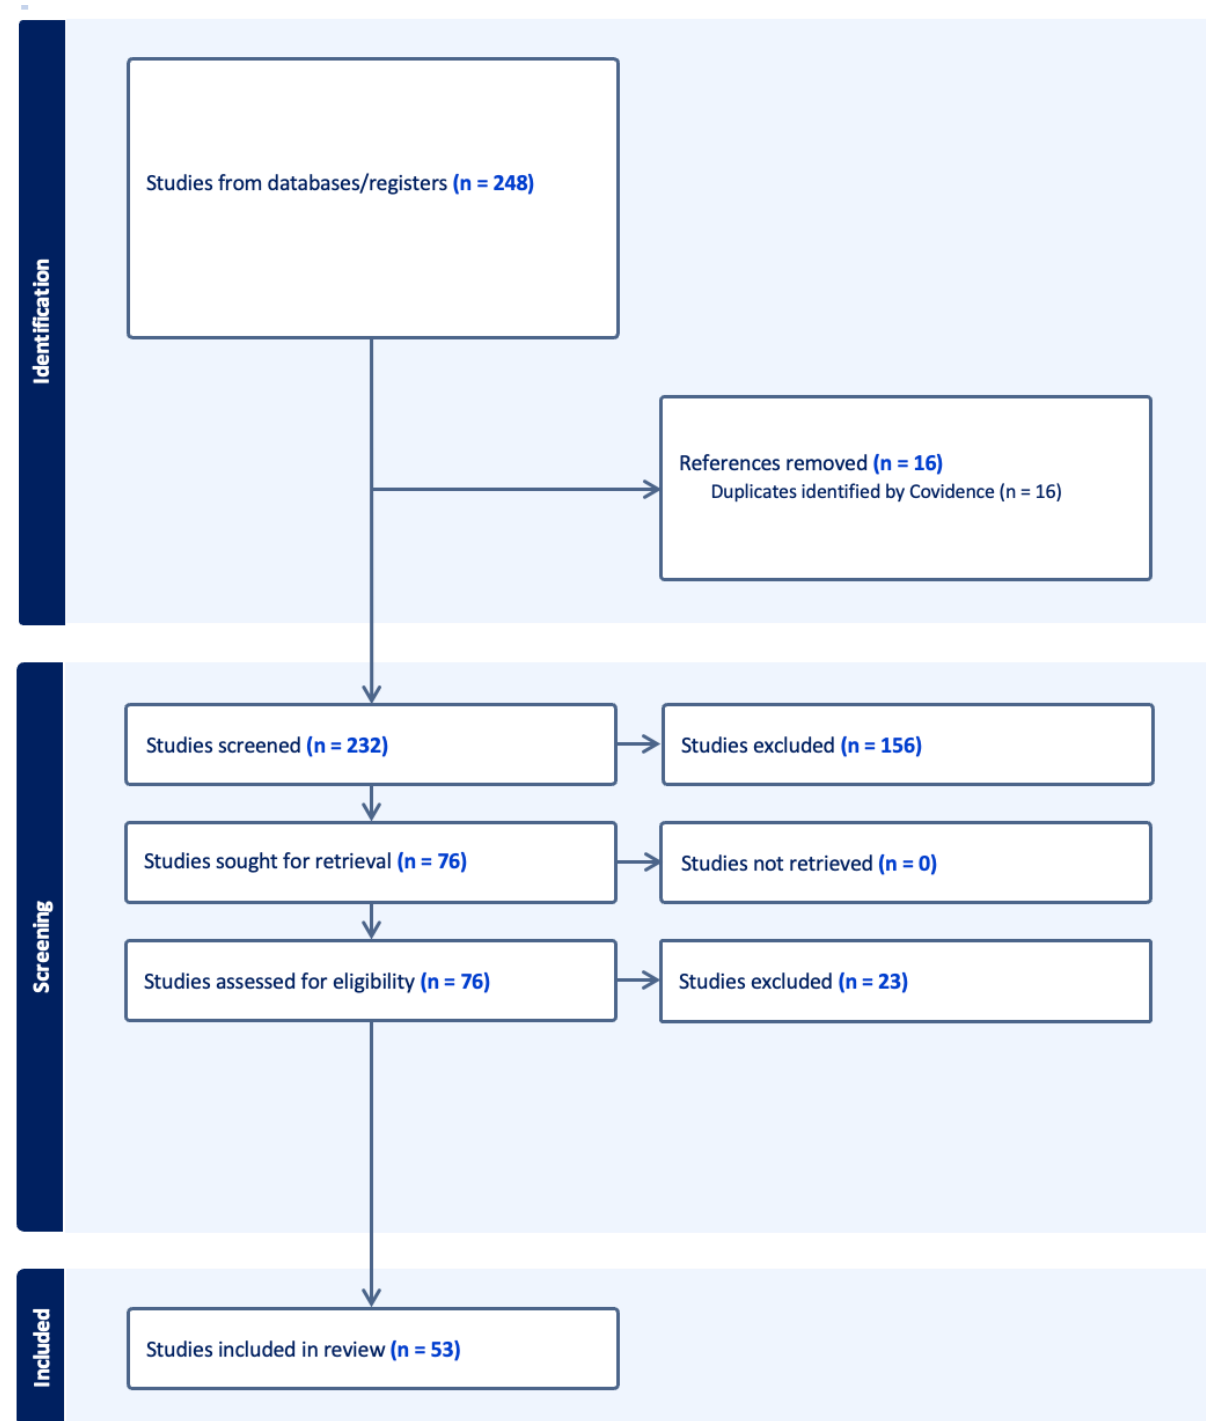 Identification
Studies from databases/registers (n = 248)
References removed (n = 16)
Duplicates identified by Covidence (n = 16)
Screening
Studies screened (n = 232)
Studies excluded (n = 156)
Studies sought for retrieval (n = 76)
Studies not retrieved (n = 0)
Studies assessed for eligibility (n = 76)
Studies excluded (n = 23)
Included
Studies included in review (n = 53)